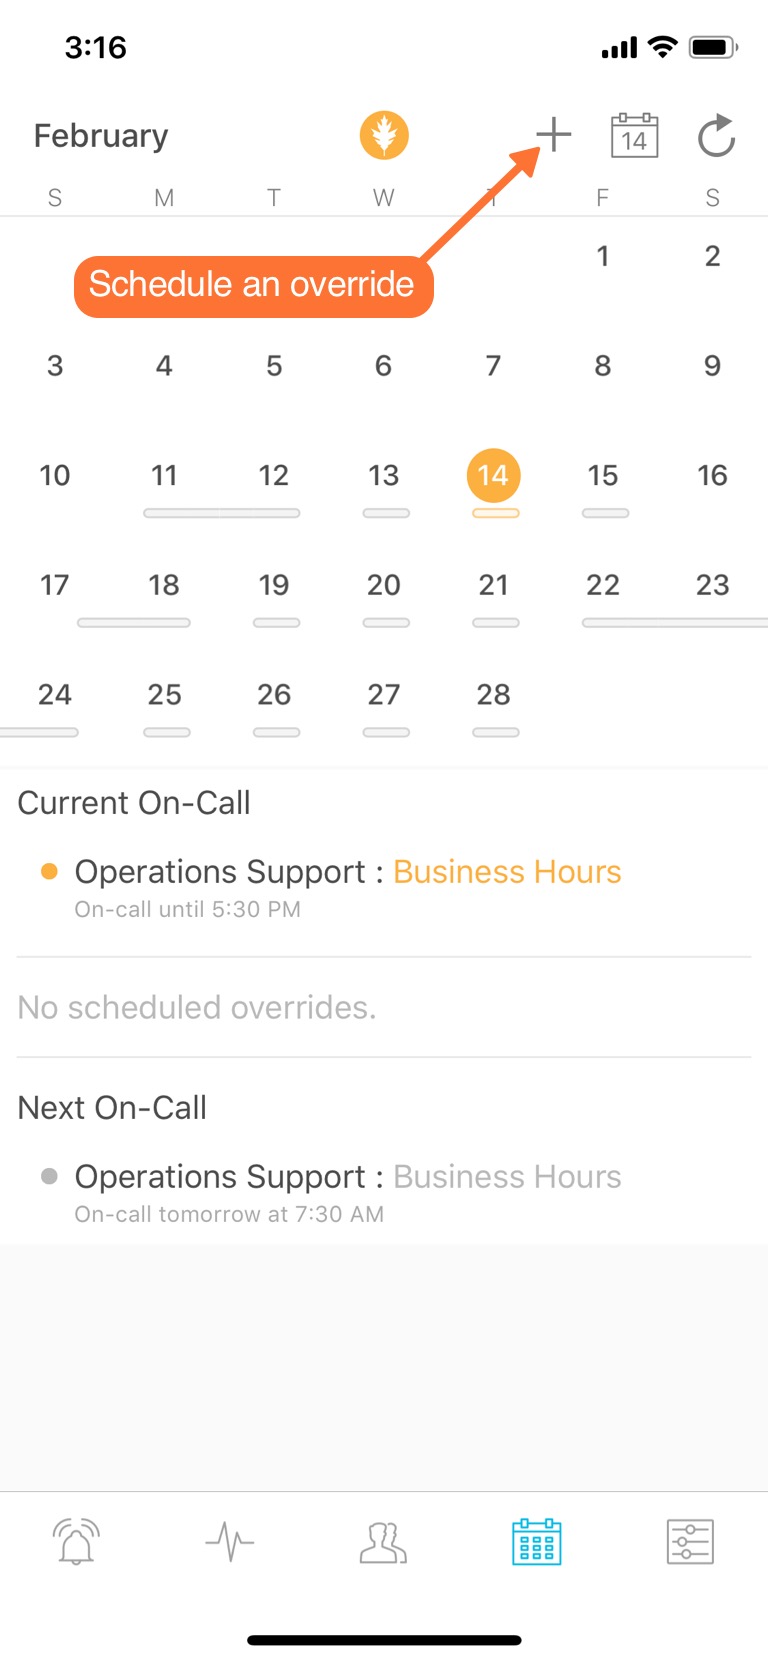 3:16
February
14
S M T W T F S
1 2
Schedule an override
3 4 5 6 7 8 9
10 11 12 13 14 15 16
17 18 19 20 21 22 23
24 25 26 27 28
Current On-Call
Operations Support : Business Hours
On-call until 5:30 PM
No scheduled overrides.
Next On-Call
Operations Support : Business Hours
On-call tomorrow at 7:30 AM